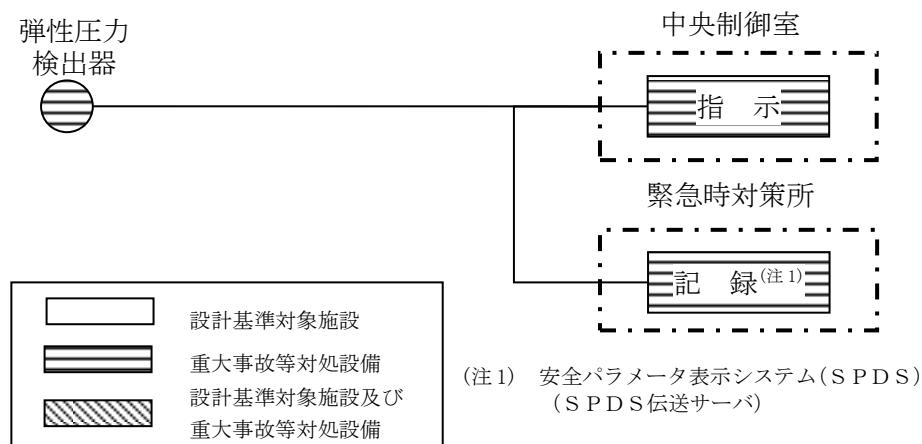 弾性圧力
検出器
中央制御室
指　示
緊急時対策所
記　録(注1)
設計基準対象施設
重大事故等対処設備
設計基準対象施設及び
重大事故等対処設備
(注1)　安全パラメータ表示システム(ＳＰＤＳ)
(ＳＰＤＳ伝送サーバ)